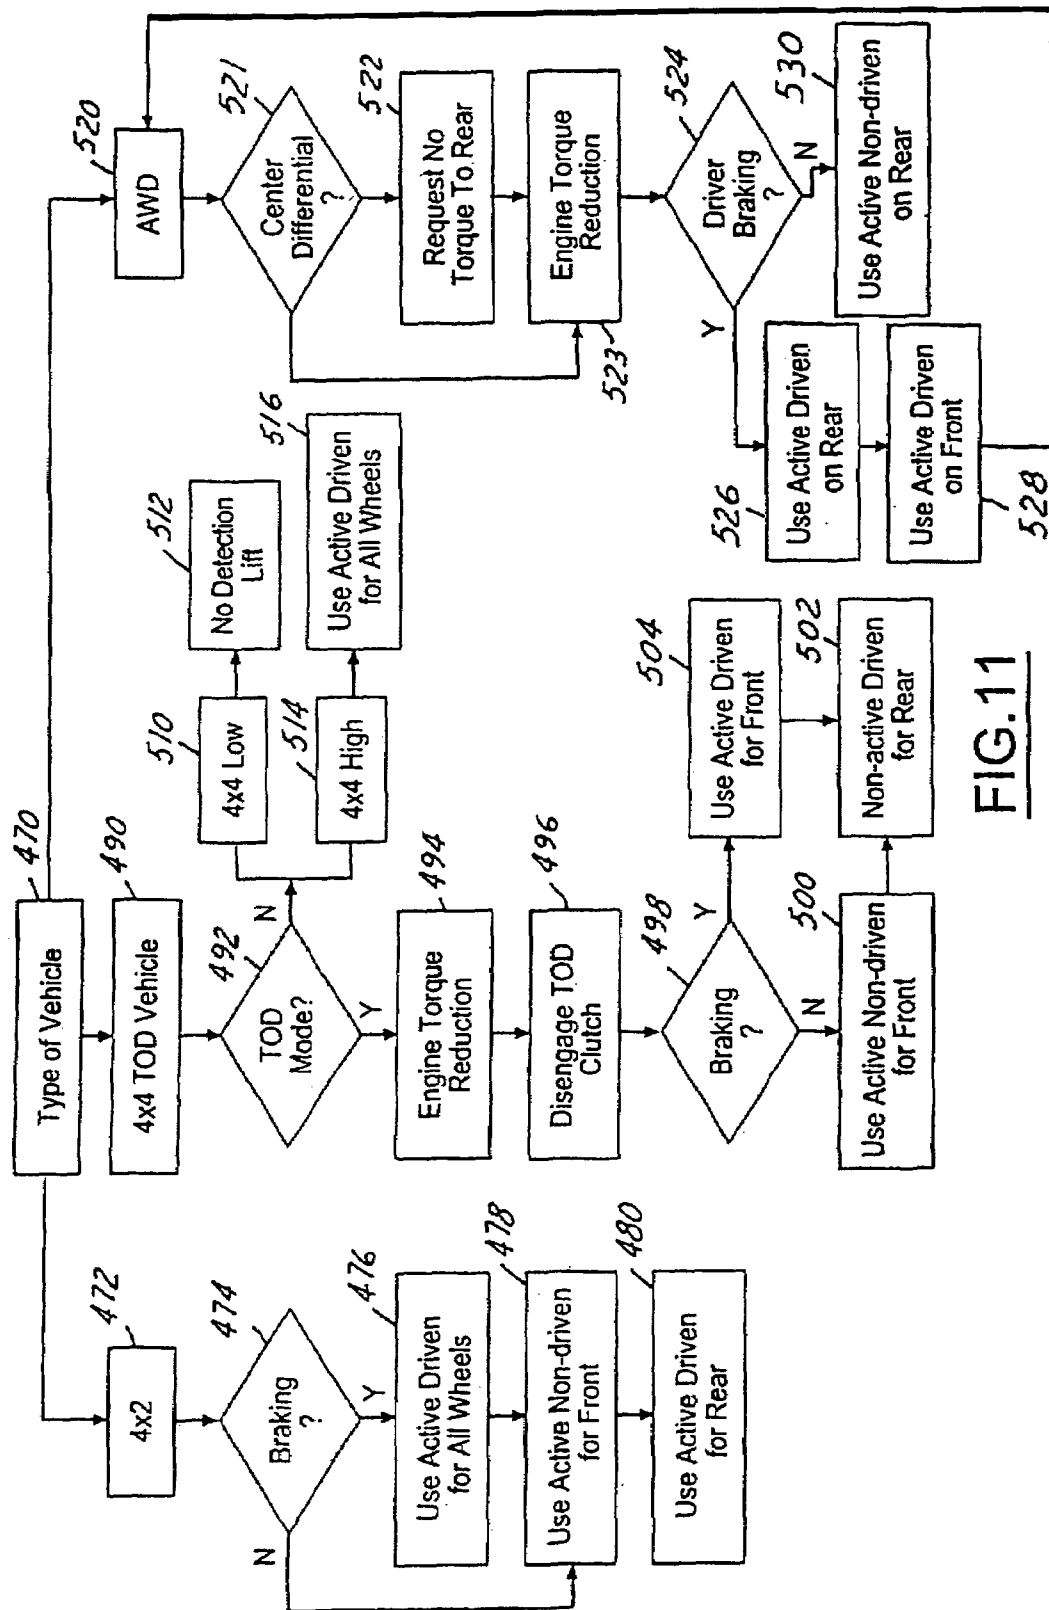 470
Type of Vehicle
472
4x2
474
Braking
?
N
Y
476
Use Active Driven
for All Wheels
478
Use Active Non-driven
for Front
480
Use Active Driven
for Rear
490
4x4 TOD Vehicle
492
TOD
Mode?
N
Y
510
4x4 Low
512
No Detection
Lift
514
4x4 High
516
Use Active Driven
for All Wheels
494
Engine Torque
Reduction
496
Disengage TOD
Clutch
498
Braking
?
Y
N
504
Use Active Driven
for Front
500
Use Active Non-driven
for Front
502
Non-active Driven
for Rear
520
AWD
521
Center
Differential
?
522
Request No
Torque To Rear
Engine Torque
Reduction
523
524
Driver
Braking
?
Y
N
526
Use Active Driven
on Rear
Use Active Driven
on Front
528
530
Use Active Non-driven
on Rear
FIG.11